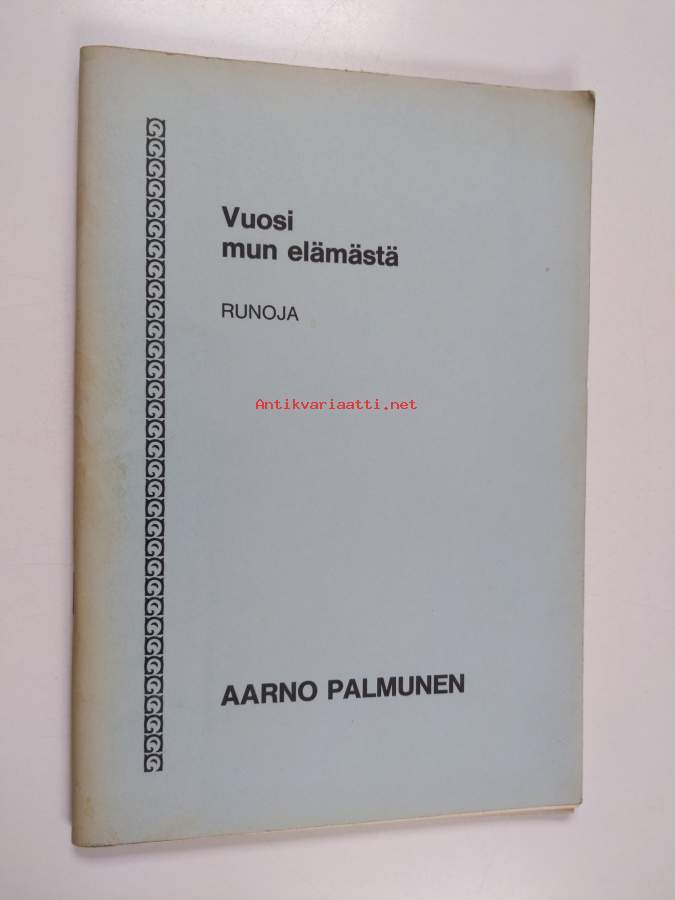 Vuosi
mun elämästä
RUNOJA
Antikvariaatti.net
AARNO PALMUNEN